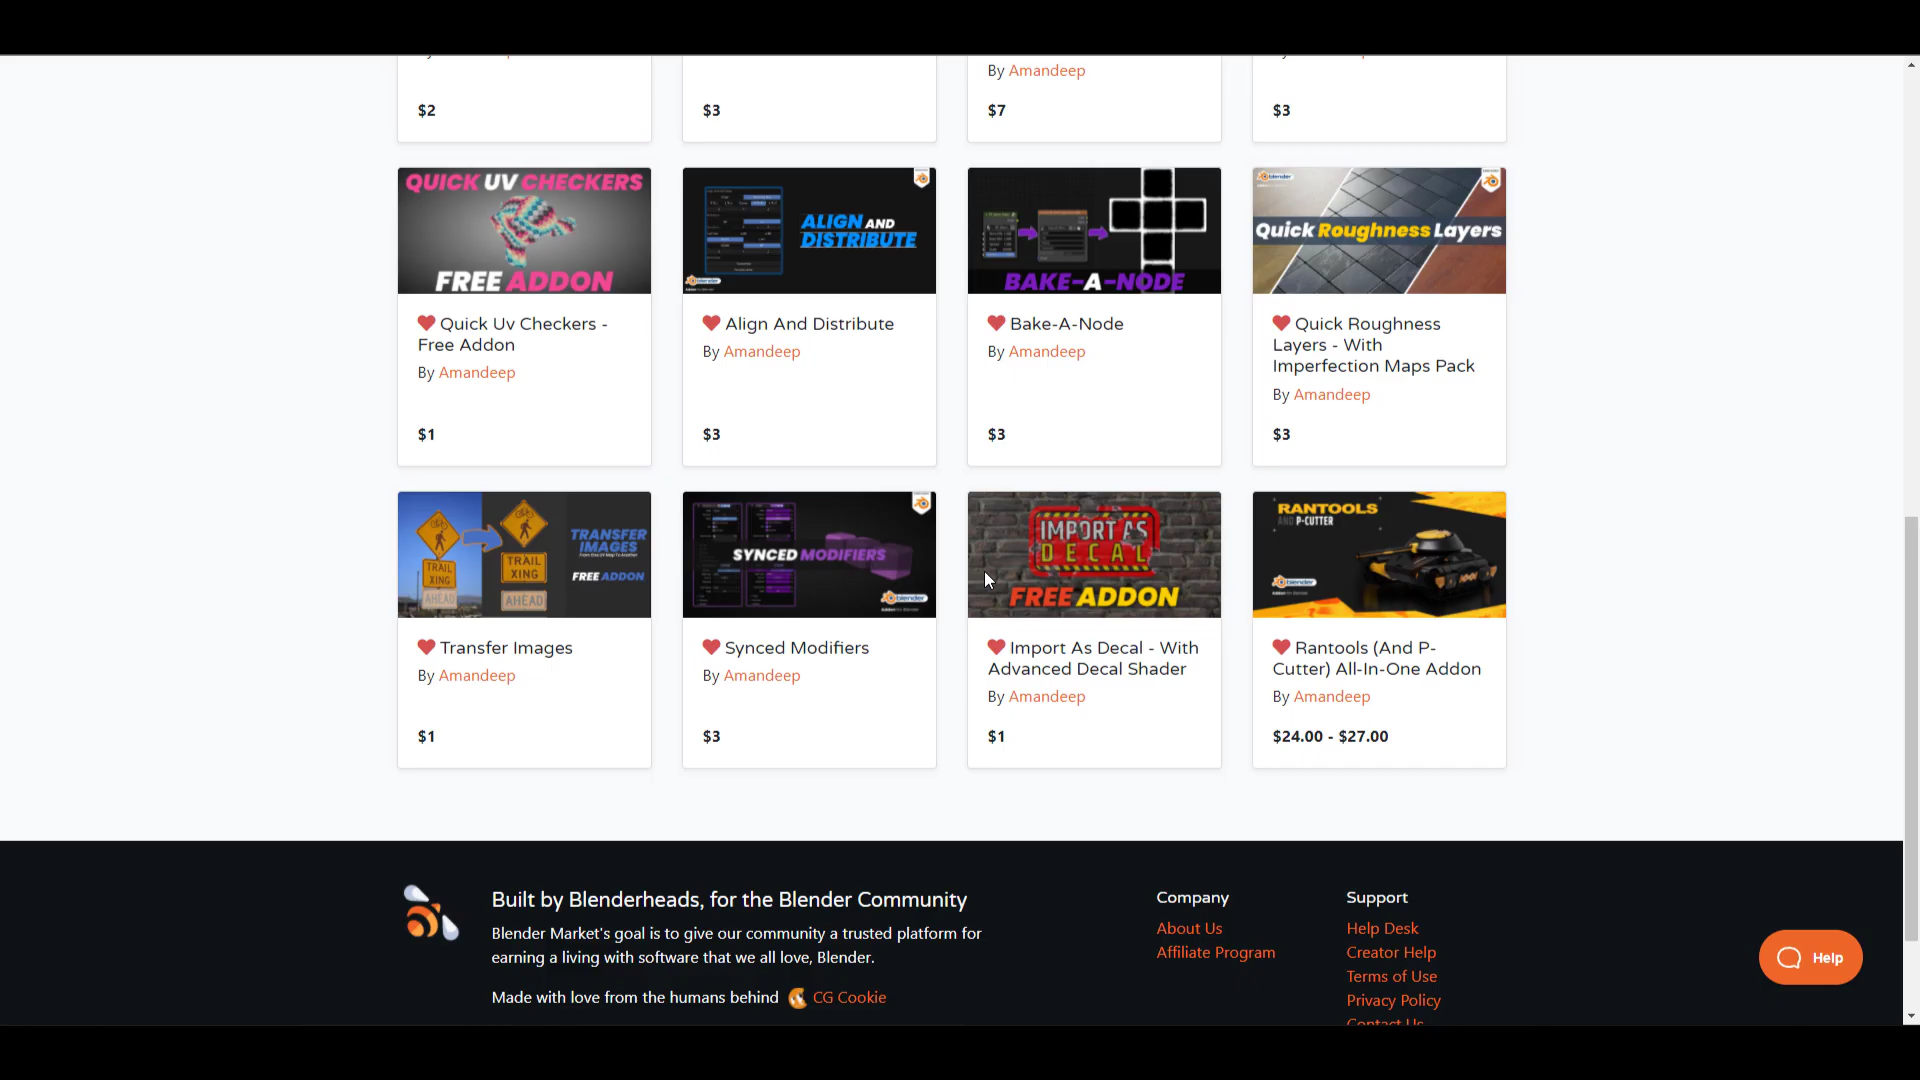 By Amandeep
$2
$3
$7
$3
QUICK UV CHECKERS
FREE ADDON
ALIGN AND
DISTRIBUTE
BAKE-A-NODE
blender
Quick Roughness Layers
Quick Uv Checkers -
Free Addon
By Amandeep
$1
Align And Distribute
By Amandeep
$3
Bake-A-Node
By Amandeep
$3
Quick Roughness
Layers - With
Imperfection Maps Pack
By Amandeep
$3
TRAIL
XING
AHEAD
TRAIL
XING
AHEAD
TRANSFER
IMAGES
FREE ADDON
SYNCED MODIFIERS
blender
IMPORT AS
DECAL
FREE ADDON
RANTOOLS
AND P-CUTTER
blender
Transfer Images
By Amandeep
$1
Synced Modifiers
By Amandeep
$3
Import As Decal - With
Advanced Decal Shader
By Amandeep
$1
Rantools (And P-
Cutter) All-In-One Addon
By Amandeep
$24.00 - $27.00
Built by Blenderheads, for the Blender Community
Blender Market's goal is to give our community a trusted platform for
earning a living with software that we all love, Blender.
Made with love from the humans behind CG Cookie
Company
About Us
Affiliate Program
Support
Help Desk
Creator Help
Terms of Use
Privacy Policy
Contact Us
Help